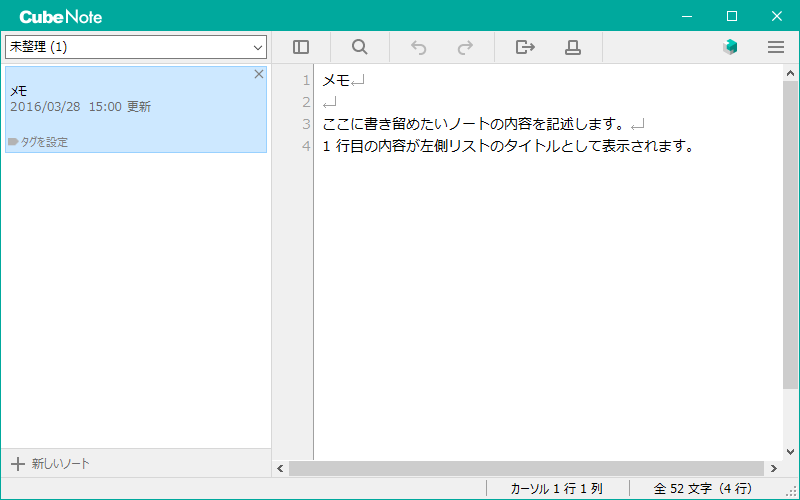 CubeNote
未整理 (1)
メモ
2016/03/28 15:00 更新
タグを設定
新しいノート
1 メモ↵
2 ↵
3 ここに書き留めたいノートの内容を記述します。↵
4 1 行目の内容が左側リストのタイトルとして表示されます。
カーソル 1 行 1 列
全 52 文字（4 行）